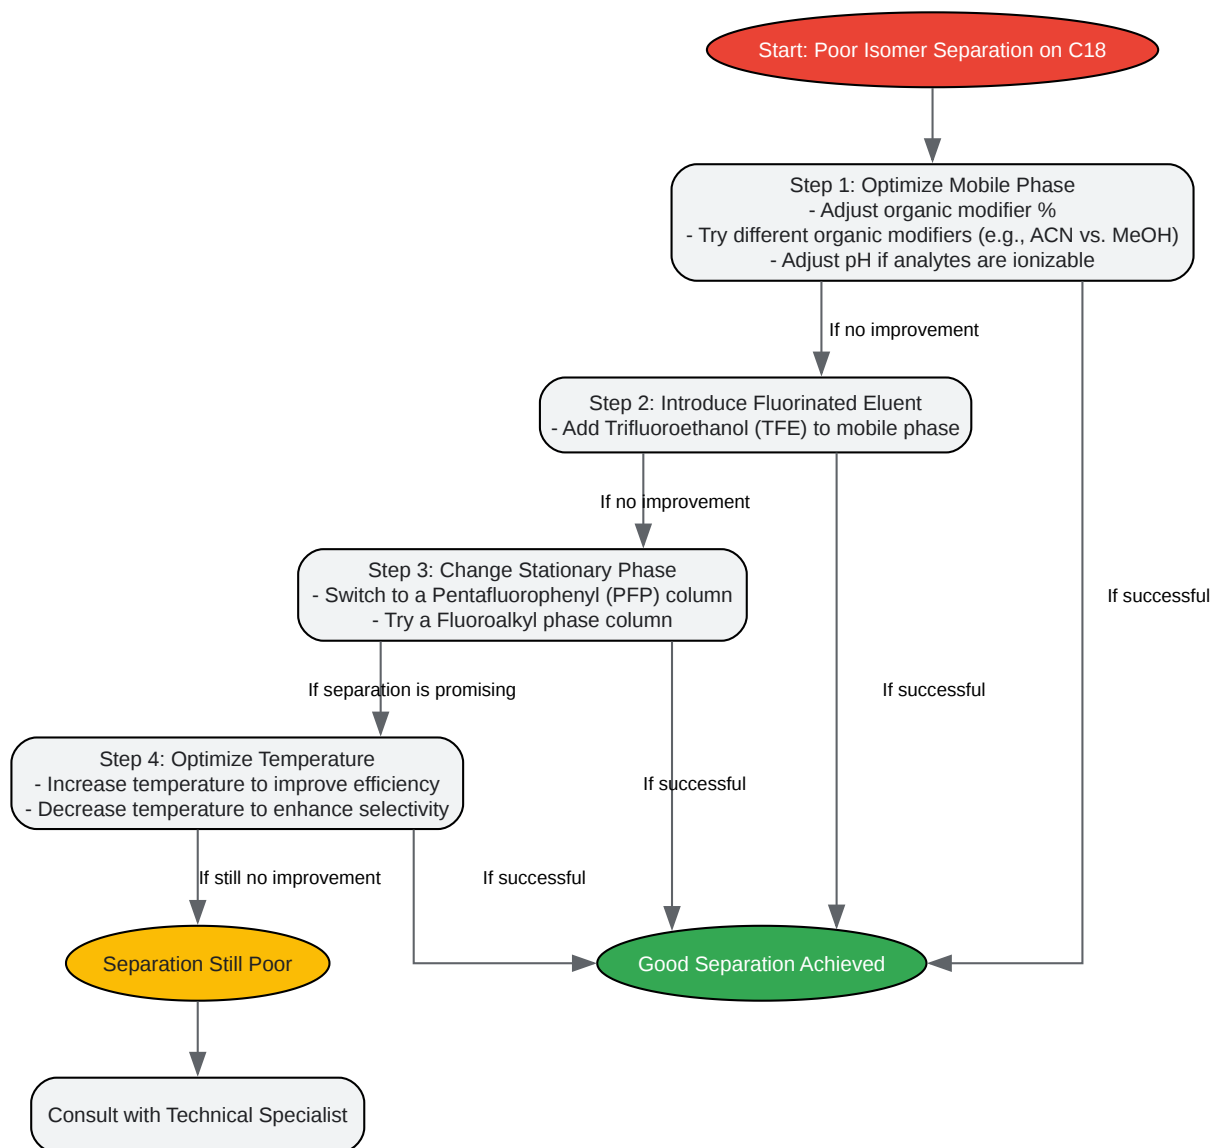 Start: Poor Isomer Separation on C18
Step 1: Optimize Mobile Phase
- Adjust organic modifier %
- Try different organic modifiers (e.g., ACN vs. MeOH)
- Adjust pH if analytes are ionizable
If no improvement
Step 2: Introduce Fluorinated Eluent
- Add Trifluoroethanol (TFE) to mobile phase
If no improvement
Step 3: Change Stationary Phase
- Switch to a Pentafluorophenyl (PFP) column
- Try a Fluoroalkyl phase column
If successful
If separation is promising
If successful
Step 4: Optimize Temperature
- Increase temperature to improve efficiency
- Decrease temperature to enhance selectivity
If successful
If still no improvement
If successful
Separation Still Poor
Good Separation Achieved
Consult with Technical Specialist